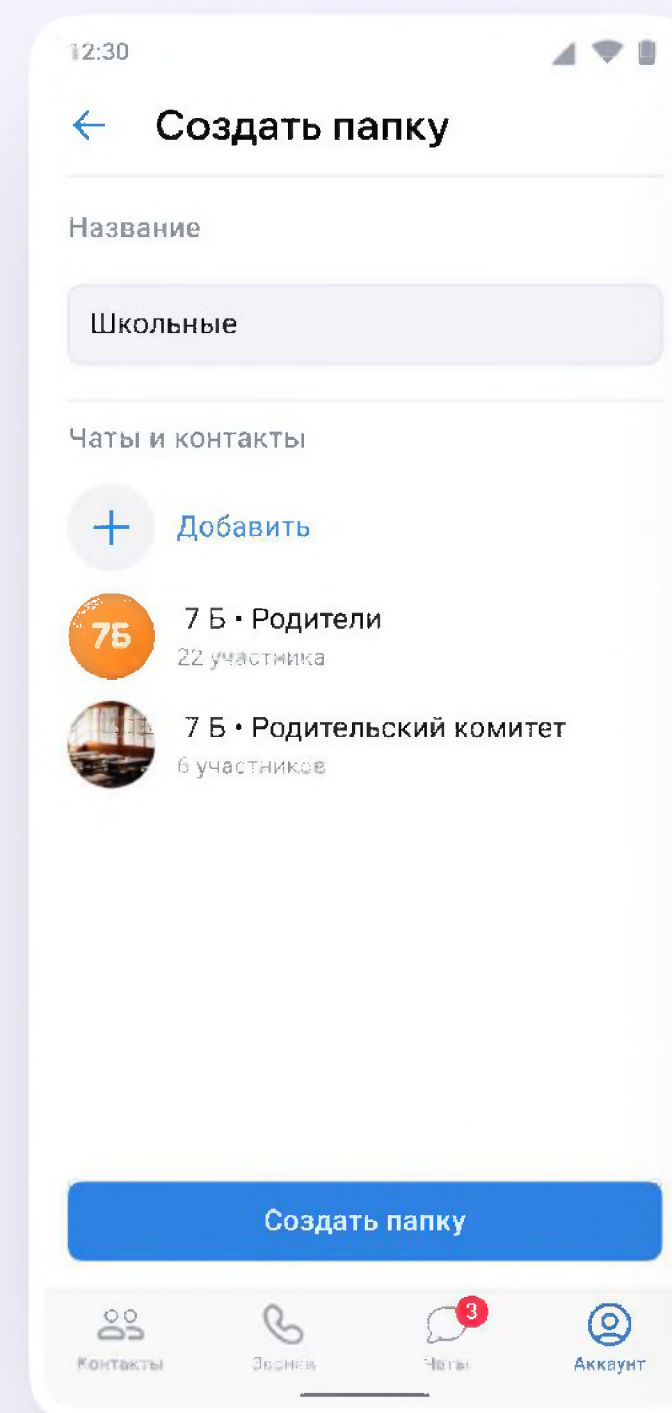 12:30
Создать папку
Название
Школьные
Чаты и контакты
Добавить
7Б
7 Б • Родители
22 участника
7 Б • Родительский комитет
6 участников
Создать папку
3
Контакты Звонки Чаты Аккаунт